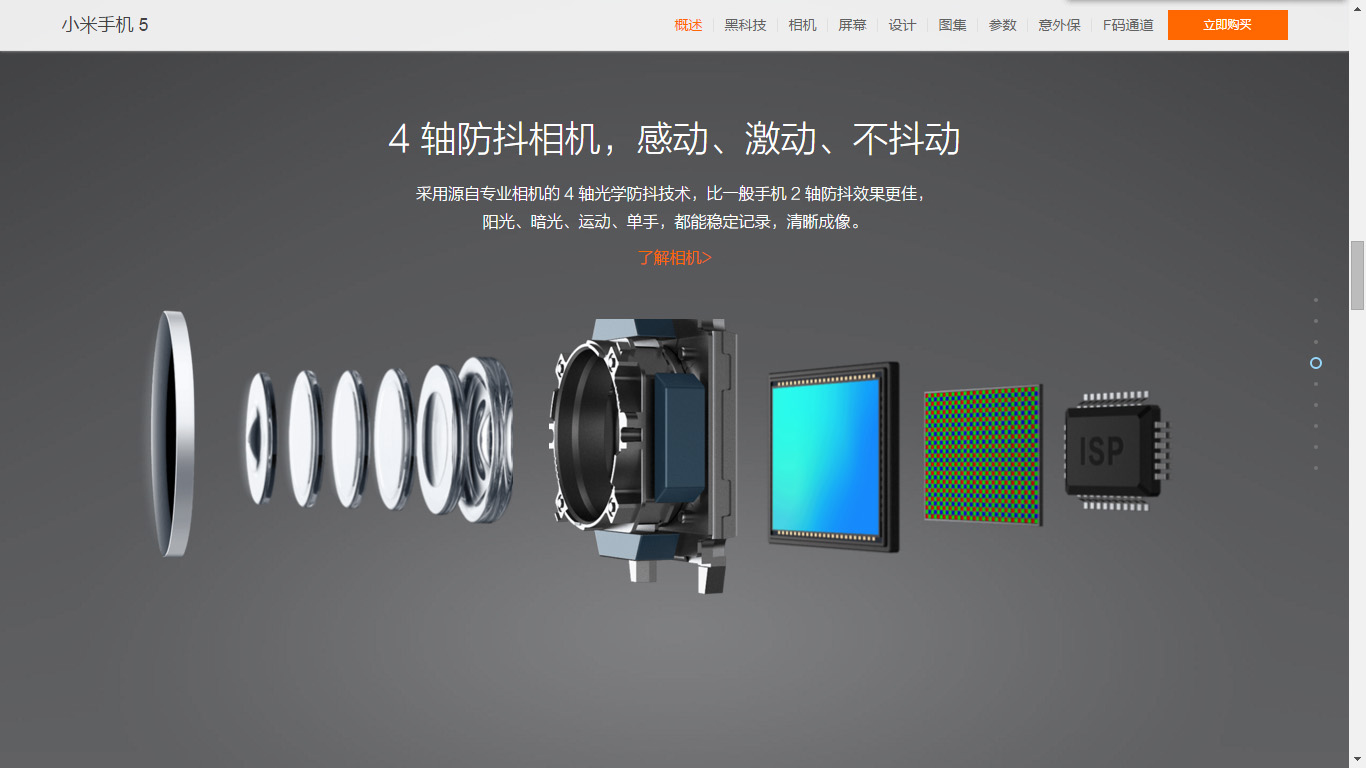 小米手机 5
概述 黑科技 相机 屏幕 设计 图集 参数 意外保 F码通道 立即购买
4 轴防抖相机，感动、激动、不抖动
采用源自专业相机的 4 轴光学防抖技术，比一般手机 2 轴防抖效果更佳，
阳光、暗光、运动、单手，都能稳定记录，清晰成像。
了解相机>
ISP